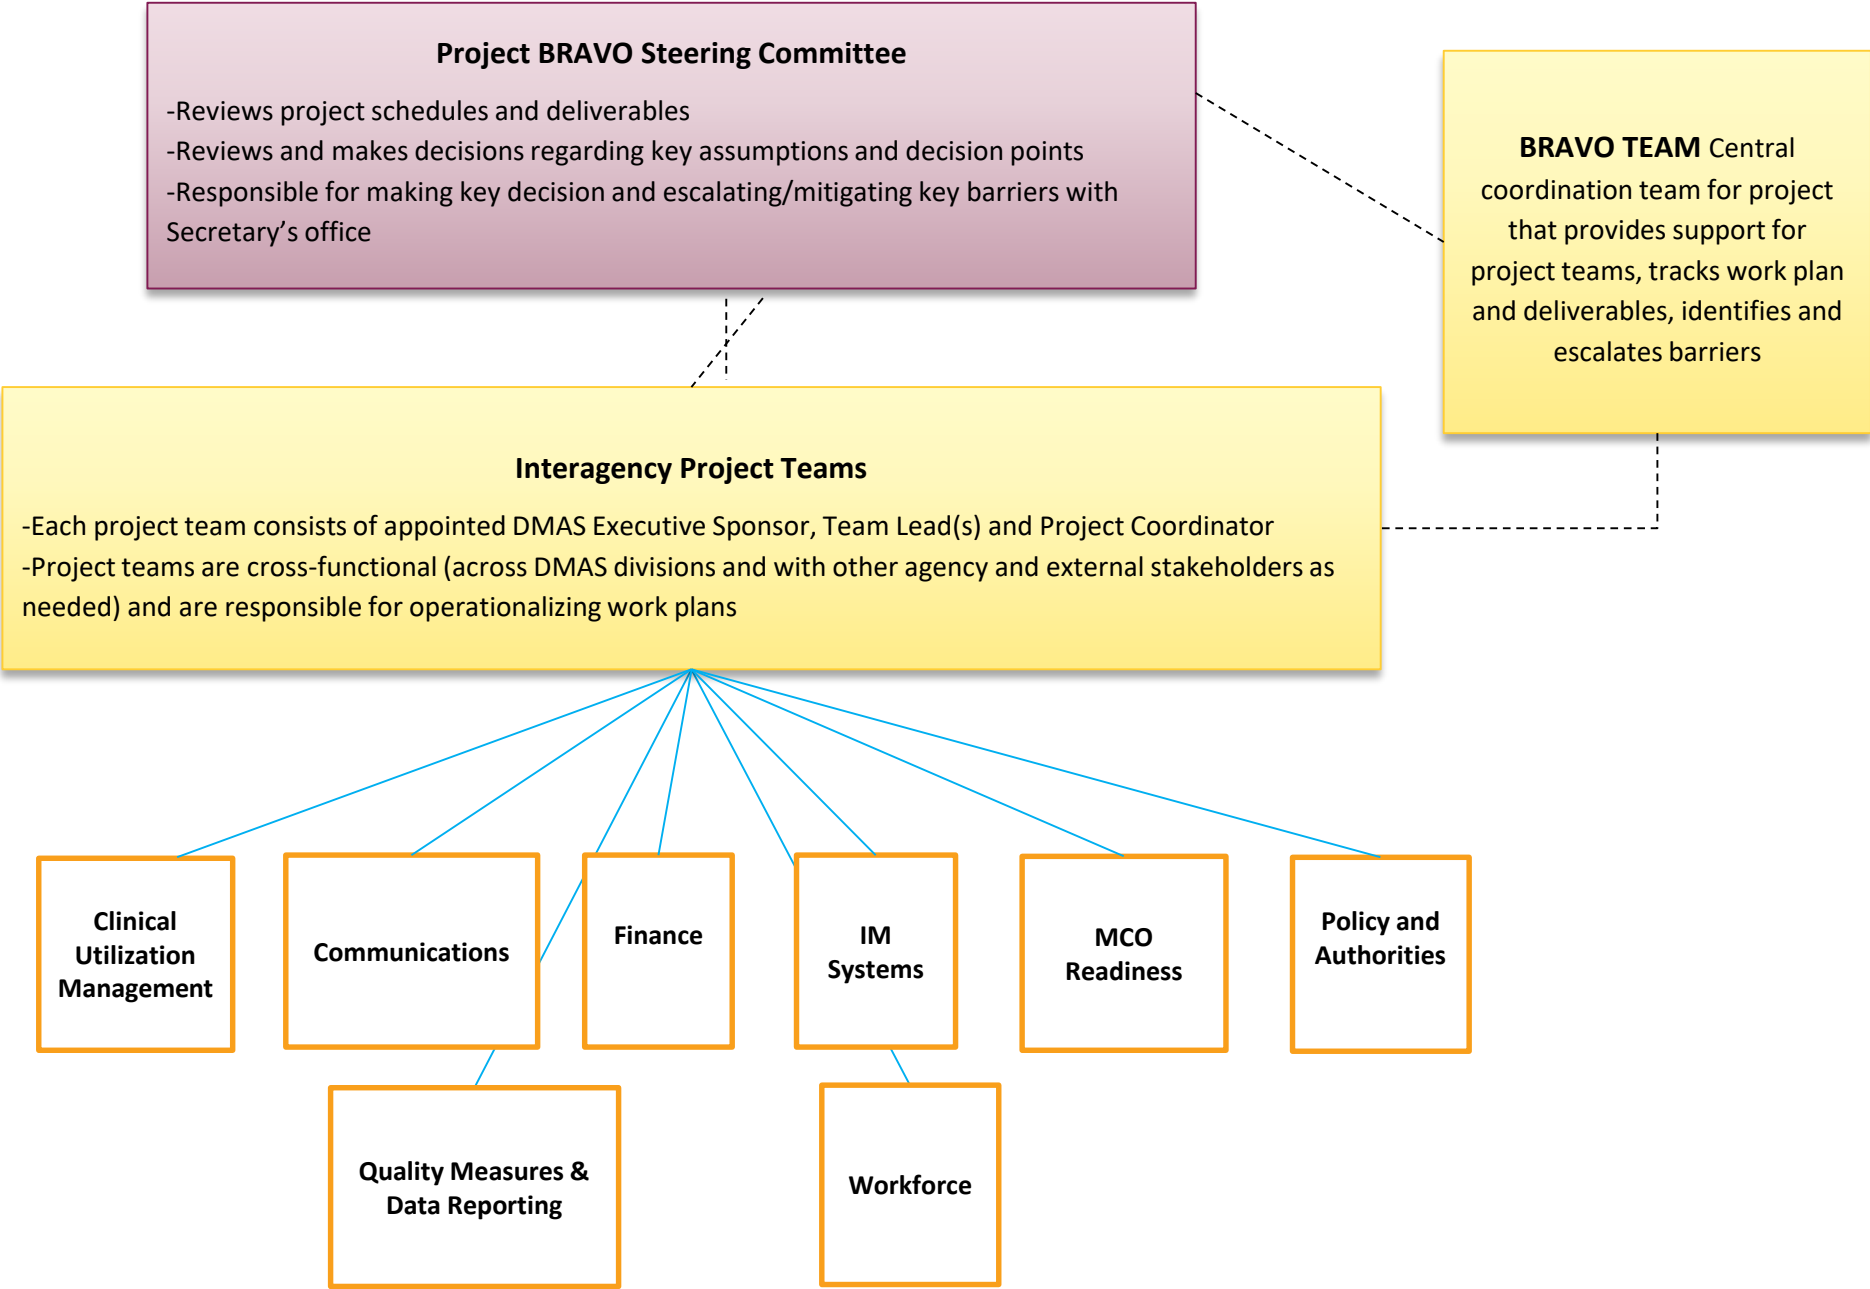 Project BRAVO Steering Committee
-Reviews project schedules and deliverables
-Reviews and makes decisions regarding key assumptions and decision points
-Responsible for making key decision and escalating/mitigating key barriers with
Secretary’s office
BRAVO TEAM Central
coordination team for project
that provides support for
project teams, tracks work plan
and deliverables, identifies and
escalates barriers
Interagency Project Teams
-Each project team consists of appointed DMAS Executive Sponsor, Team Lead(s) and Project Coordinator
-Project teams are cross-functional (across DMAS divisions and with other agency and external stakeholders as
needed) and are responsible for operationalizing work plans
Clinical
Utilization
Management
Communications
Finance
IM
Systems
MCO
Readiness
Policy and
Authorities
Quality Measures &
Data Reporting
Workforce